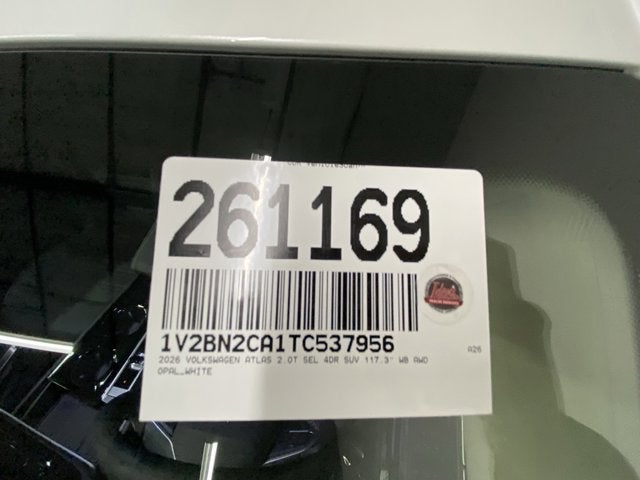 261169
1V2BN2CA1TC537956
A26
2026 VOLKSWAGEN ATLAS 2.0T SEL 4DR SUV 117.3" WB AWD
OPAL_WHITE